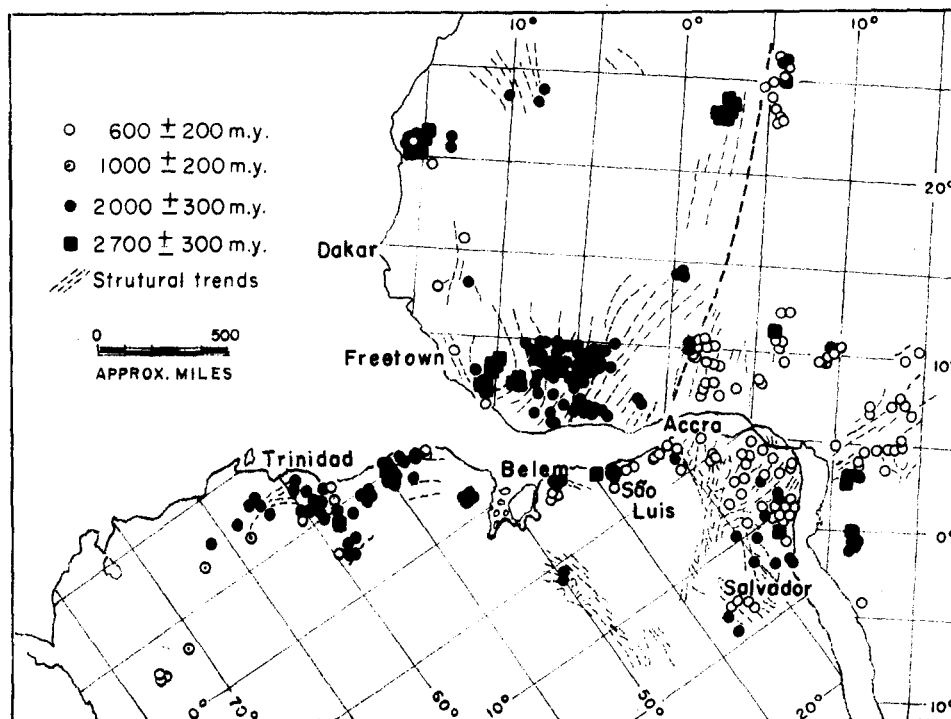 10°
0°
10°
○ 600 ± 200 m.y.
⊙ 1000 ± 200 m.y.
● 2000 ± 300 m.y.
■ 2700 ± 300 m.y.
Strutural trends
0 500
APPROX. MILES
20°
Dakar
Freetown
10°
Accra
Trinidad
Belem
São
Luis
0°
Salvador
0°
70°
60°
10°
50°
20°
10°